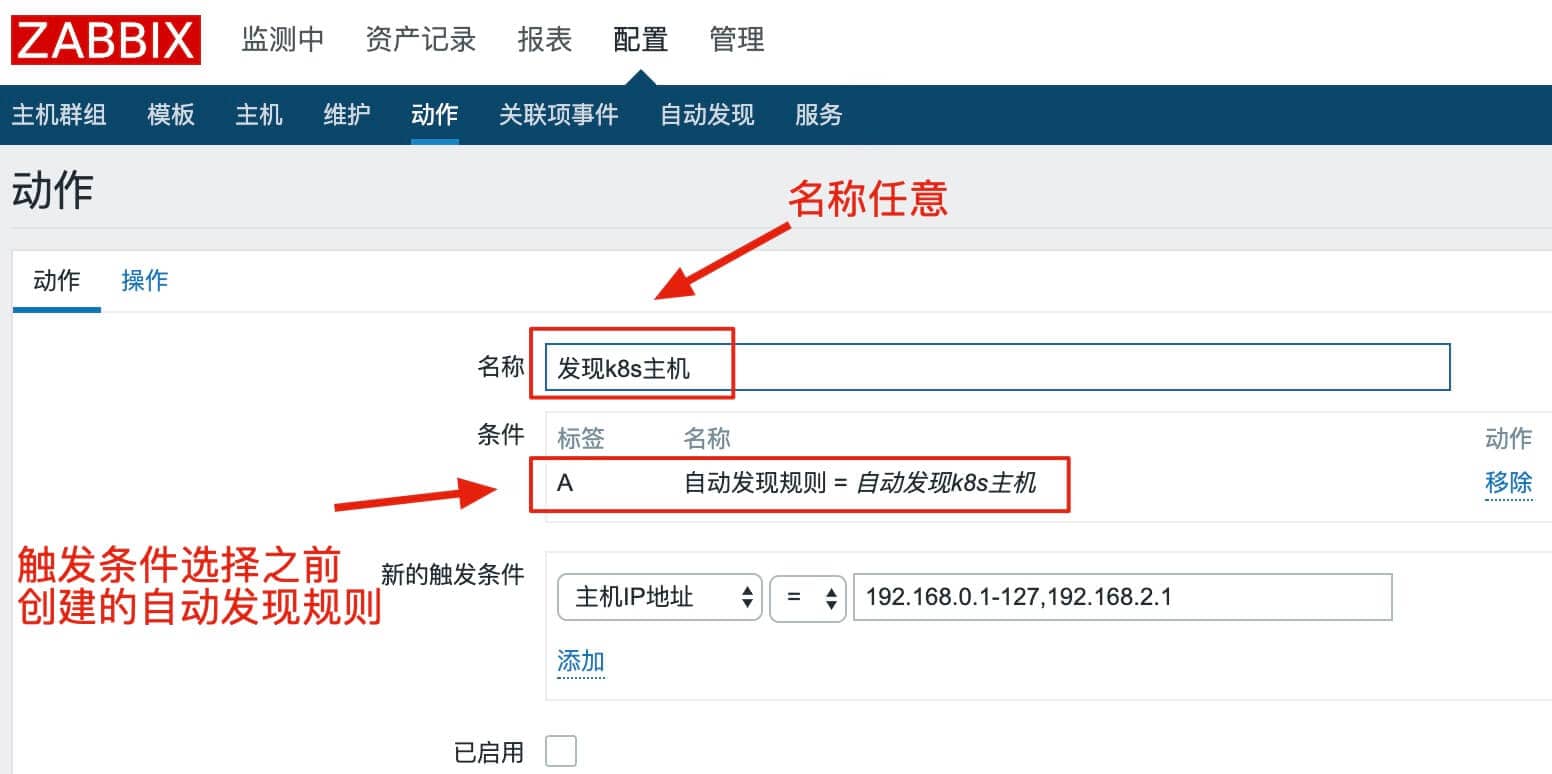 ZABBIX 监测中 资产记录 报表 配置 管理
主机群组 模板 主机 维护 动作 关联项事件 自动发现 服务
动作
名称任意
动作 操作
名称 发现k8s主机
条件 标签 名称 动作
A 自动发现规则 = 自动发现k8s主机 移除
触发条件选择之前
创建的自动发现规则
新的触发条件 主机IP地址 = 192.168.0.1-127,192.168.2.1
添加
已启用